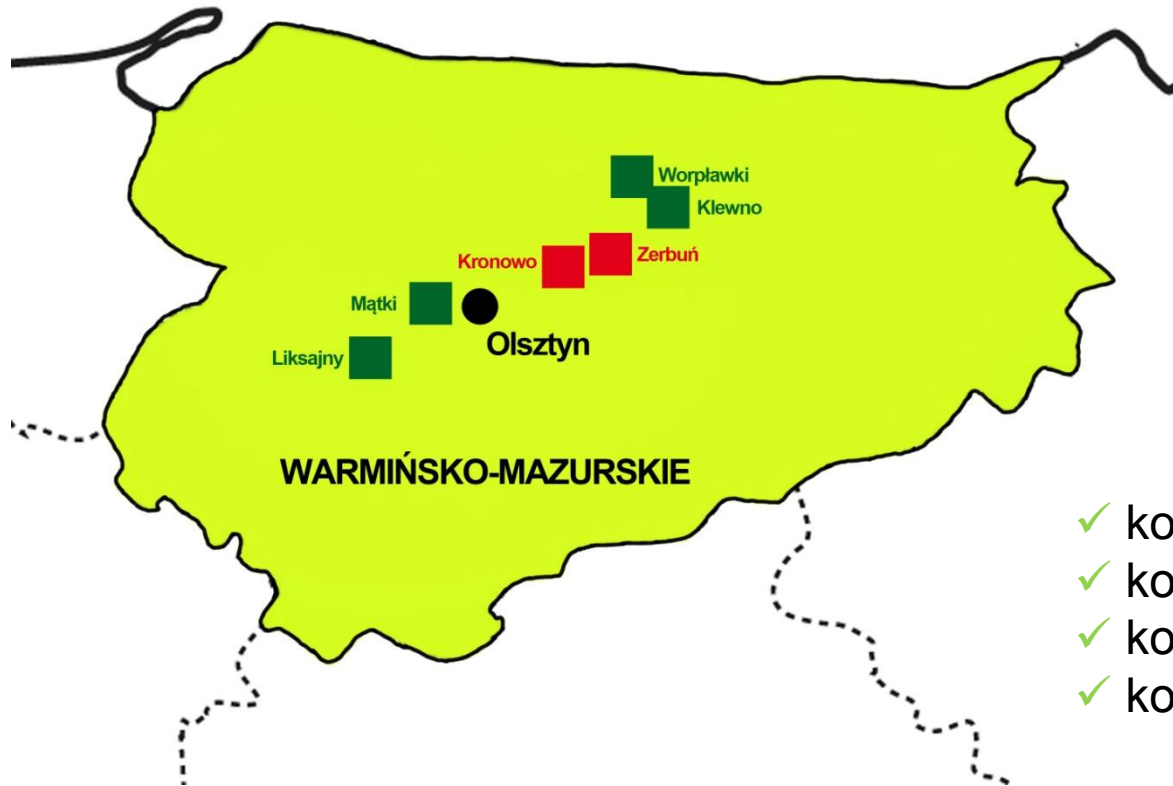 Worpławki
Klewno
Zerbuń
Kronowo
Mątki
Olsztyn
Liksajny
WARMIŃSKO-MAZURSKIE
ko
ko
ko
ko